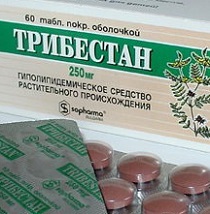 60 табл. покр. оболочкой
ТРИБЕСТАН
250 мг
ГИПОЛИПИДЕМИЧЕСКОЕ СРЕДСТВО
РАСТИТЕЛЬНОГО ПРОИСХОЖДЕНИЯ
sopharma